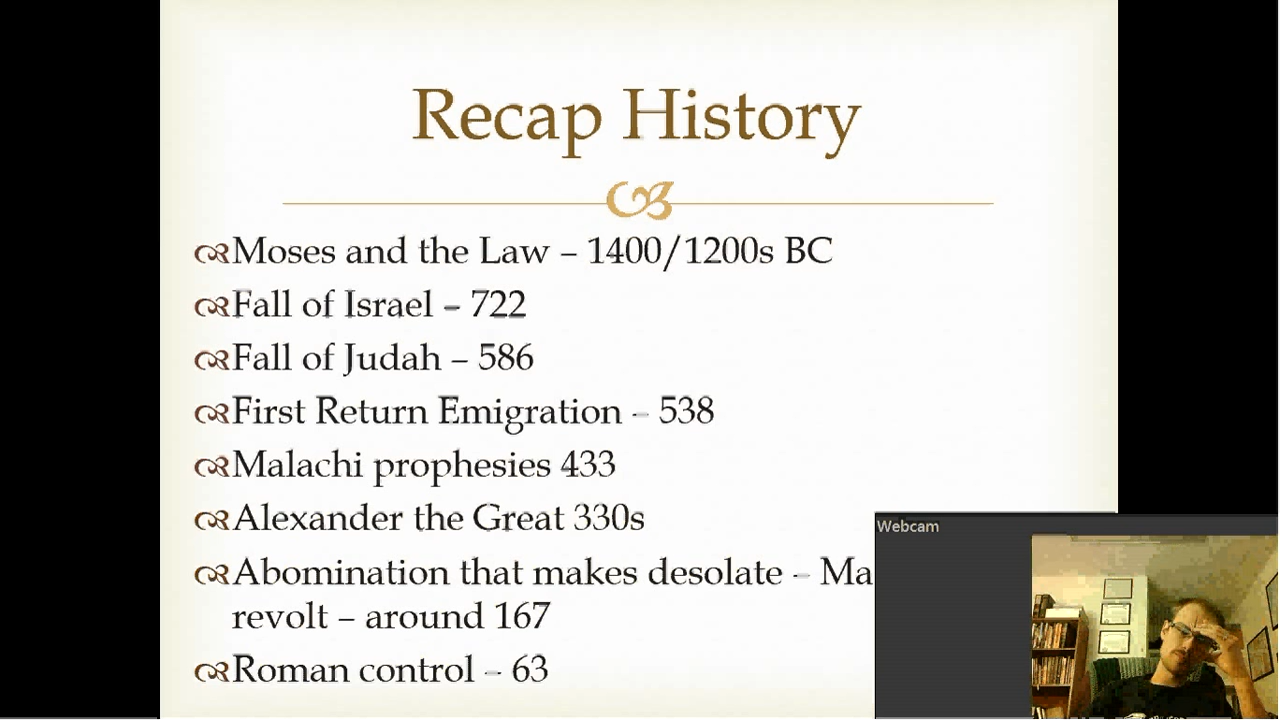 Recap History
Moses and the Law – 1400/1200s BC
Fall of Israel – 722
Fall of Judah – 586
First Return Emigration – 538
Malachi prophesies 433
Alexander the Great 330s
Abomination that makes desolate – Ma
revolt – around 167
Roman control – 63
Webcam